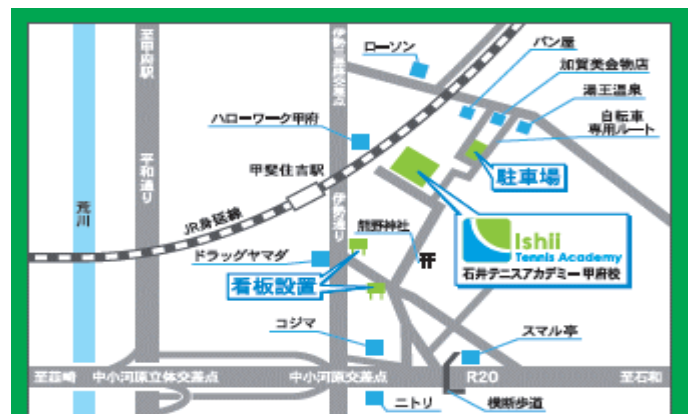 至甲府駅
伊勢三丁目交差点
ローソン
パン屋
加賀美金物店
湯王温泉
自転車
専用ルート
ハローワーク甲府
駐車場
甲斐住吉駅
平和通り
荒川
JR身延線
伊勢通り
熊野神社
Ishii
Tennis Academy
石井テニスアカデミー 甲府校
ドラッグヤマダ
看板設置
コジマ
スマル亭
至韮崎
中小河原立体交差点
中小河原交差点
R20
至石和
ニトリ
横断歩道